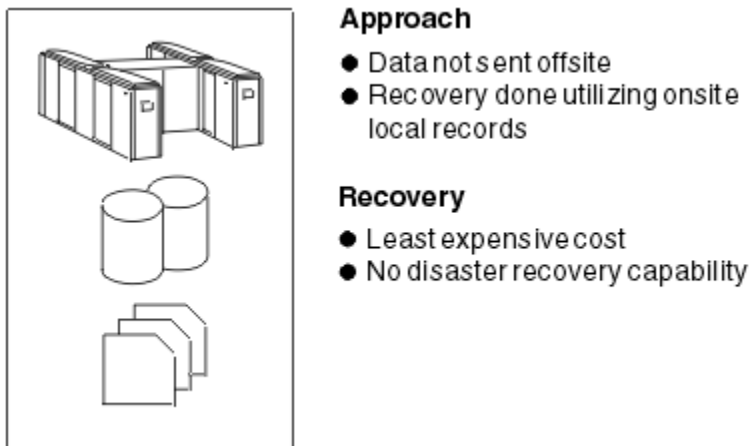 Approach
● Data not sent offsite
● Recovery done utilizing onsite
local records
Recovery
● Least expensive cost
● No disaster recovery capability